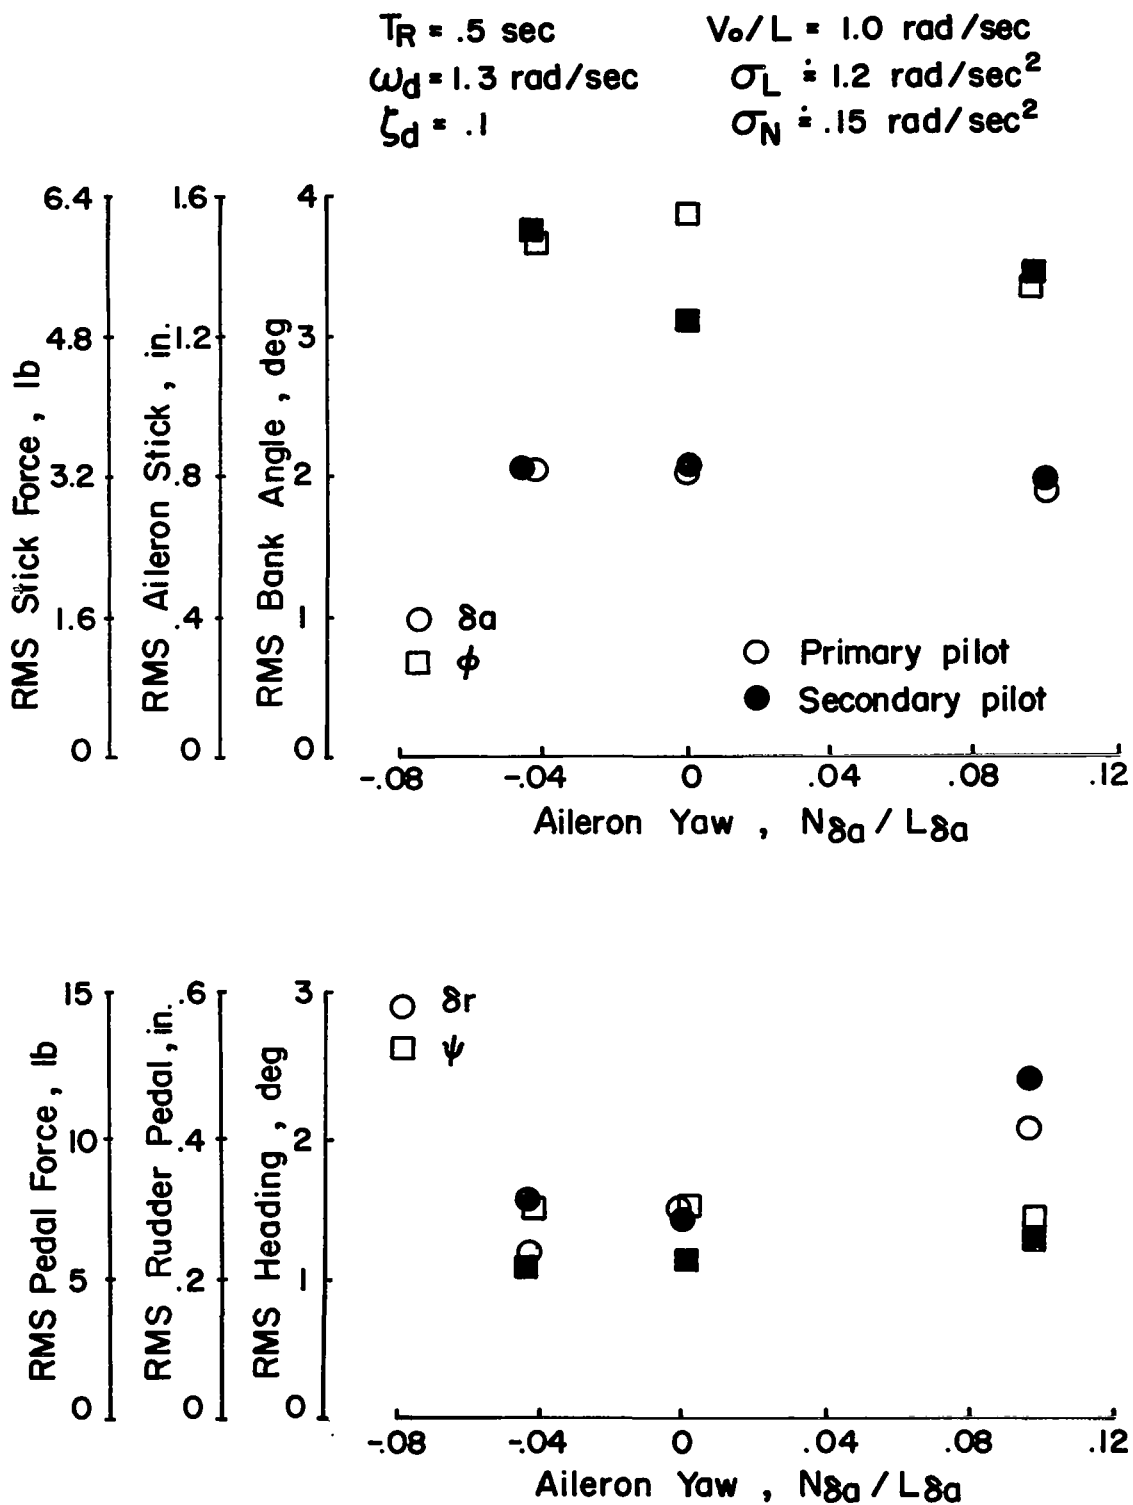 T_R = .5 sec V₀/L = 1.0 rad/sec
ω_d = 1.3 rad/sec σ_L ≐ 1.2 rad/sec²
ζ_d = .1 σ_N ≐ .15 rad/sec²
RMS Stick Force, lb
6.4
4.8
3.2
1.6
0
RMS Aileron Stick, in.
1.6
1.2
.8
.4
0
RMS Bank Angle, deg
4
3
2
1
0
δa
ϕ
Primary pilot
Secondary pilot
-.08 -.04 0 .04 .08 .12
Aileron Yaw, Nδa / Lδa
RMS Pedal Force, lb
15
10
5
0
RMS Rudder Pedal, in.
.6
.4
.2
0
RMS Heading, deg
3
2
1
0
δr
ψ
-.08 -.04 0 .04 .08 .12
Aileron Yaw, Nδa / Lδa